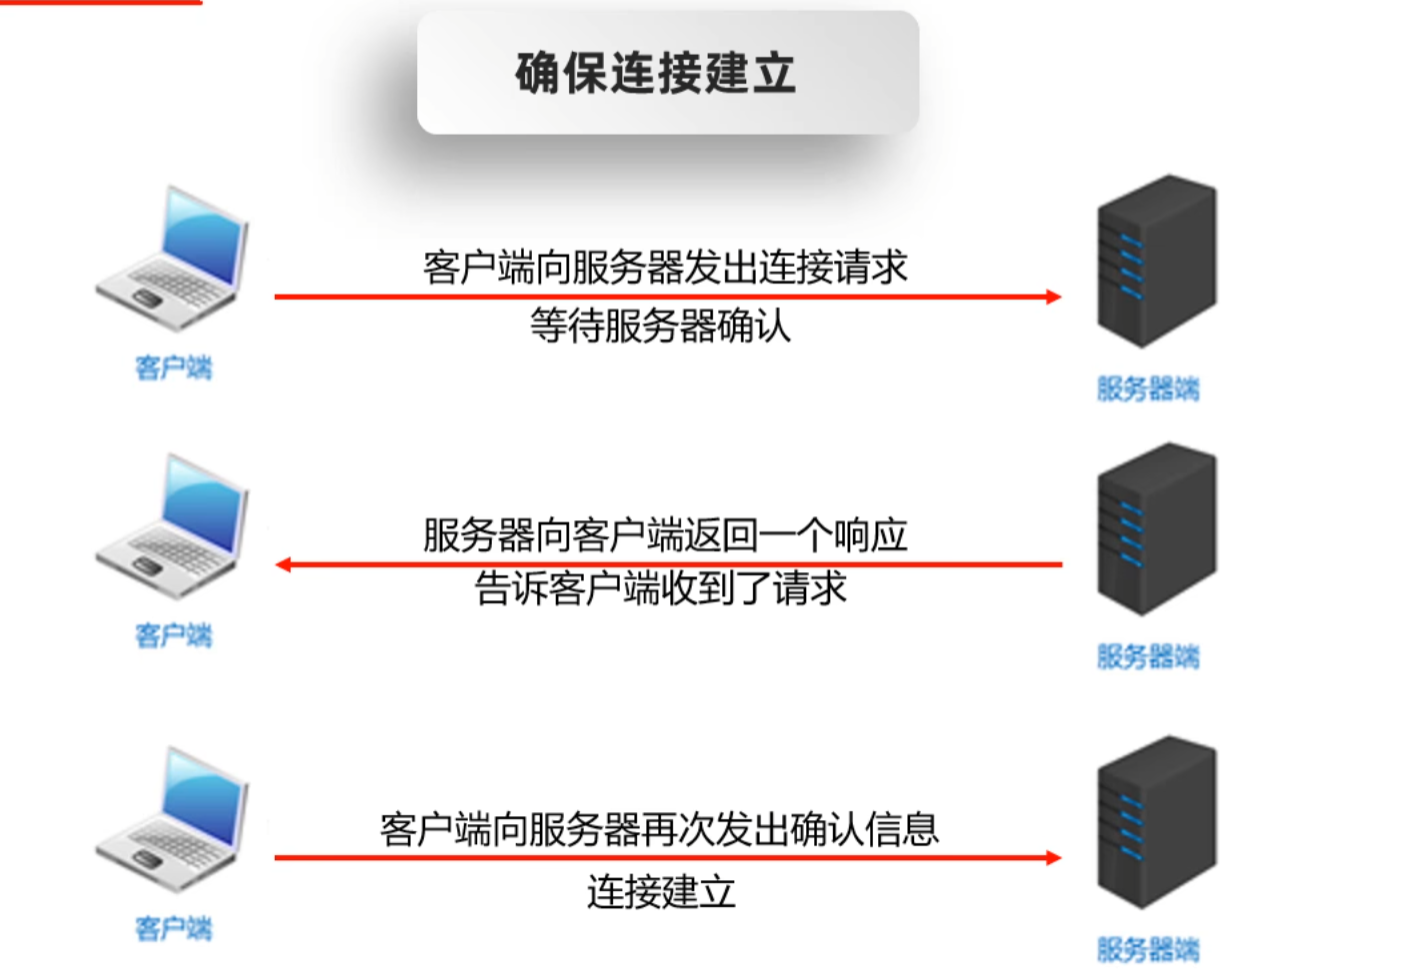 确保连接建立
客户端向服务器发出连接请求
等待服务器确认
客户端
服务器端
服务器向客户端返回一个响应
告诉客户端收到了请求
客户端
服务器端
客户端向服务器再次发出确认信息
连接建立
客户端
服务器端